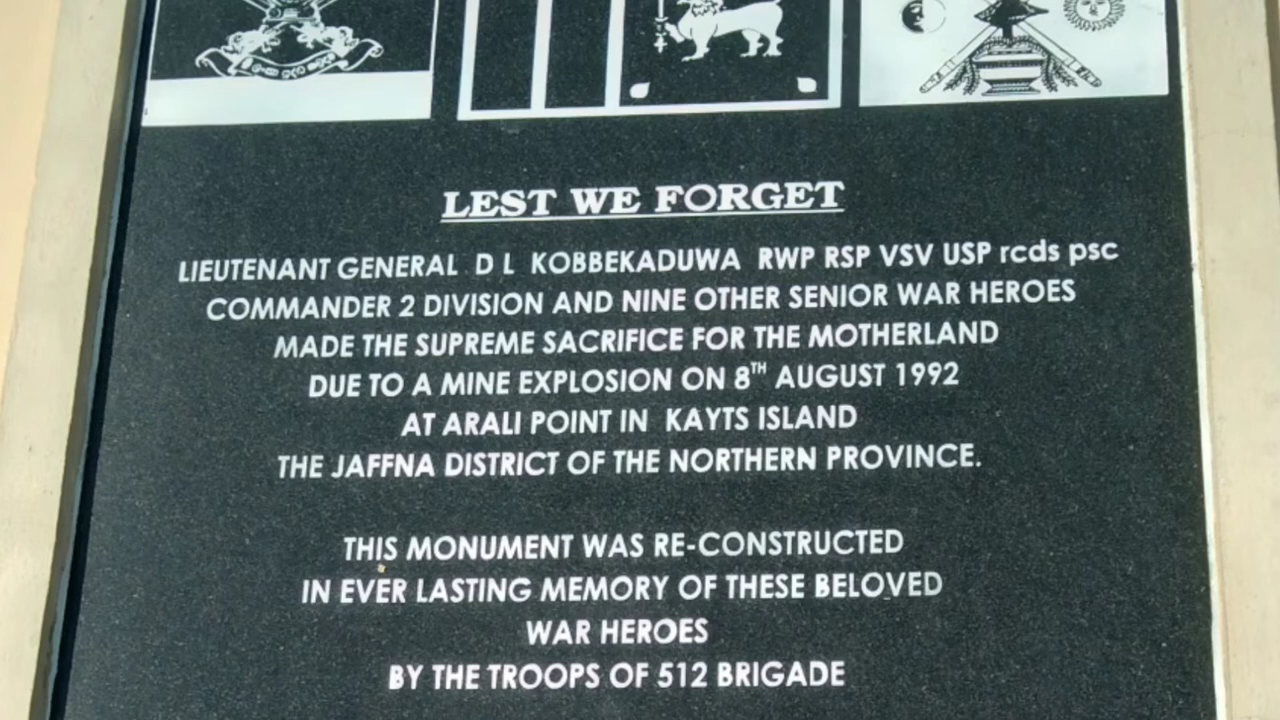 LEST WE FORGET
LIEUTENANT GENERAL D L KOBBEKADUWA RWP RSP VSV USP rcds psc
COMMANDER 2 DIVISION AND NINE OTHER SENIOR WAR HEROES
MADE THE SUPREME SACRIFICE FOR THE MOTHERLAND
DUE TO A MINE EXPLOSION ON 8TH AUGUST 1992
AT ARALI POINT IN KAYTS ISLAND
THE JAFFNA DISTRICT OF THE NORTHERN PROVINCE.
THIS MONUMENT WAS RE-CONSTRUCTED
IN EVER LASTING MEMORY OF THESE BELOVED
WAR HEROES
BY THE TROOPS OF 512 BRIGADE